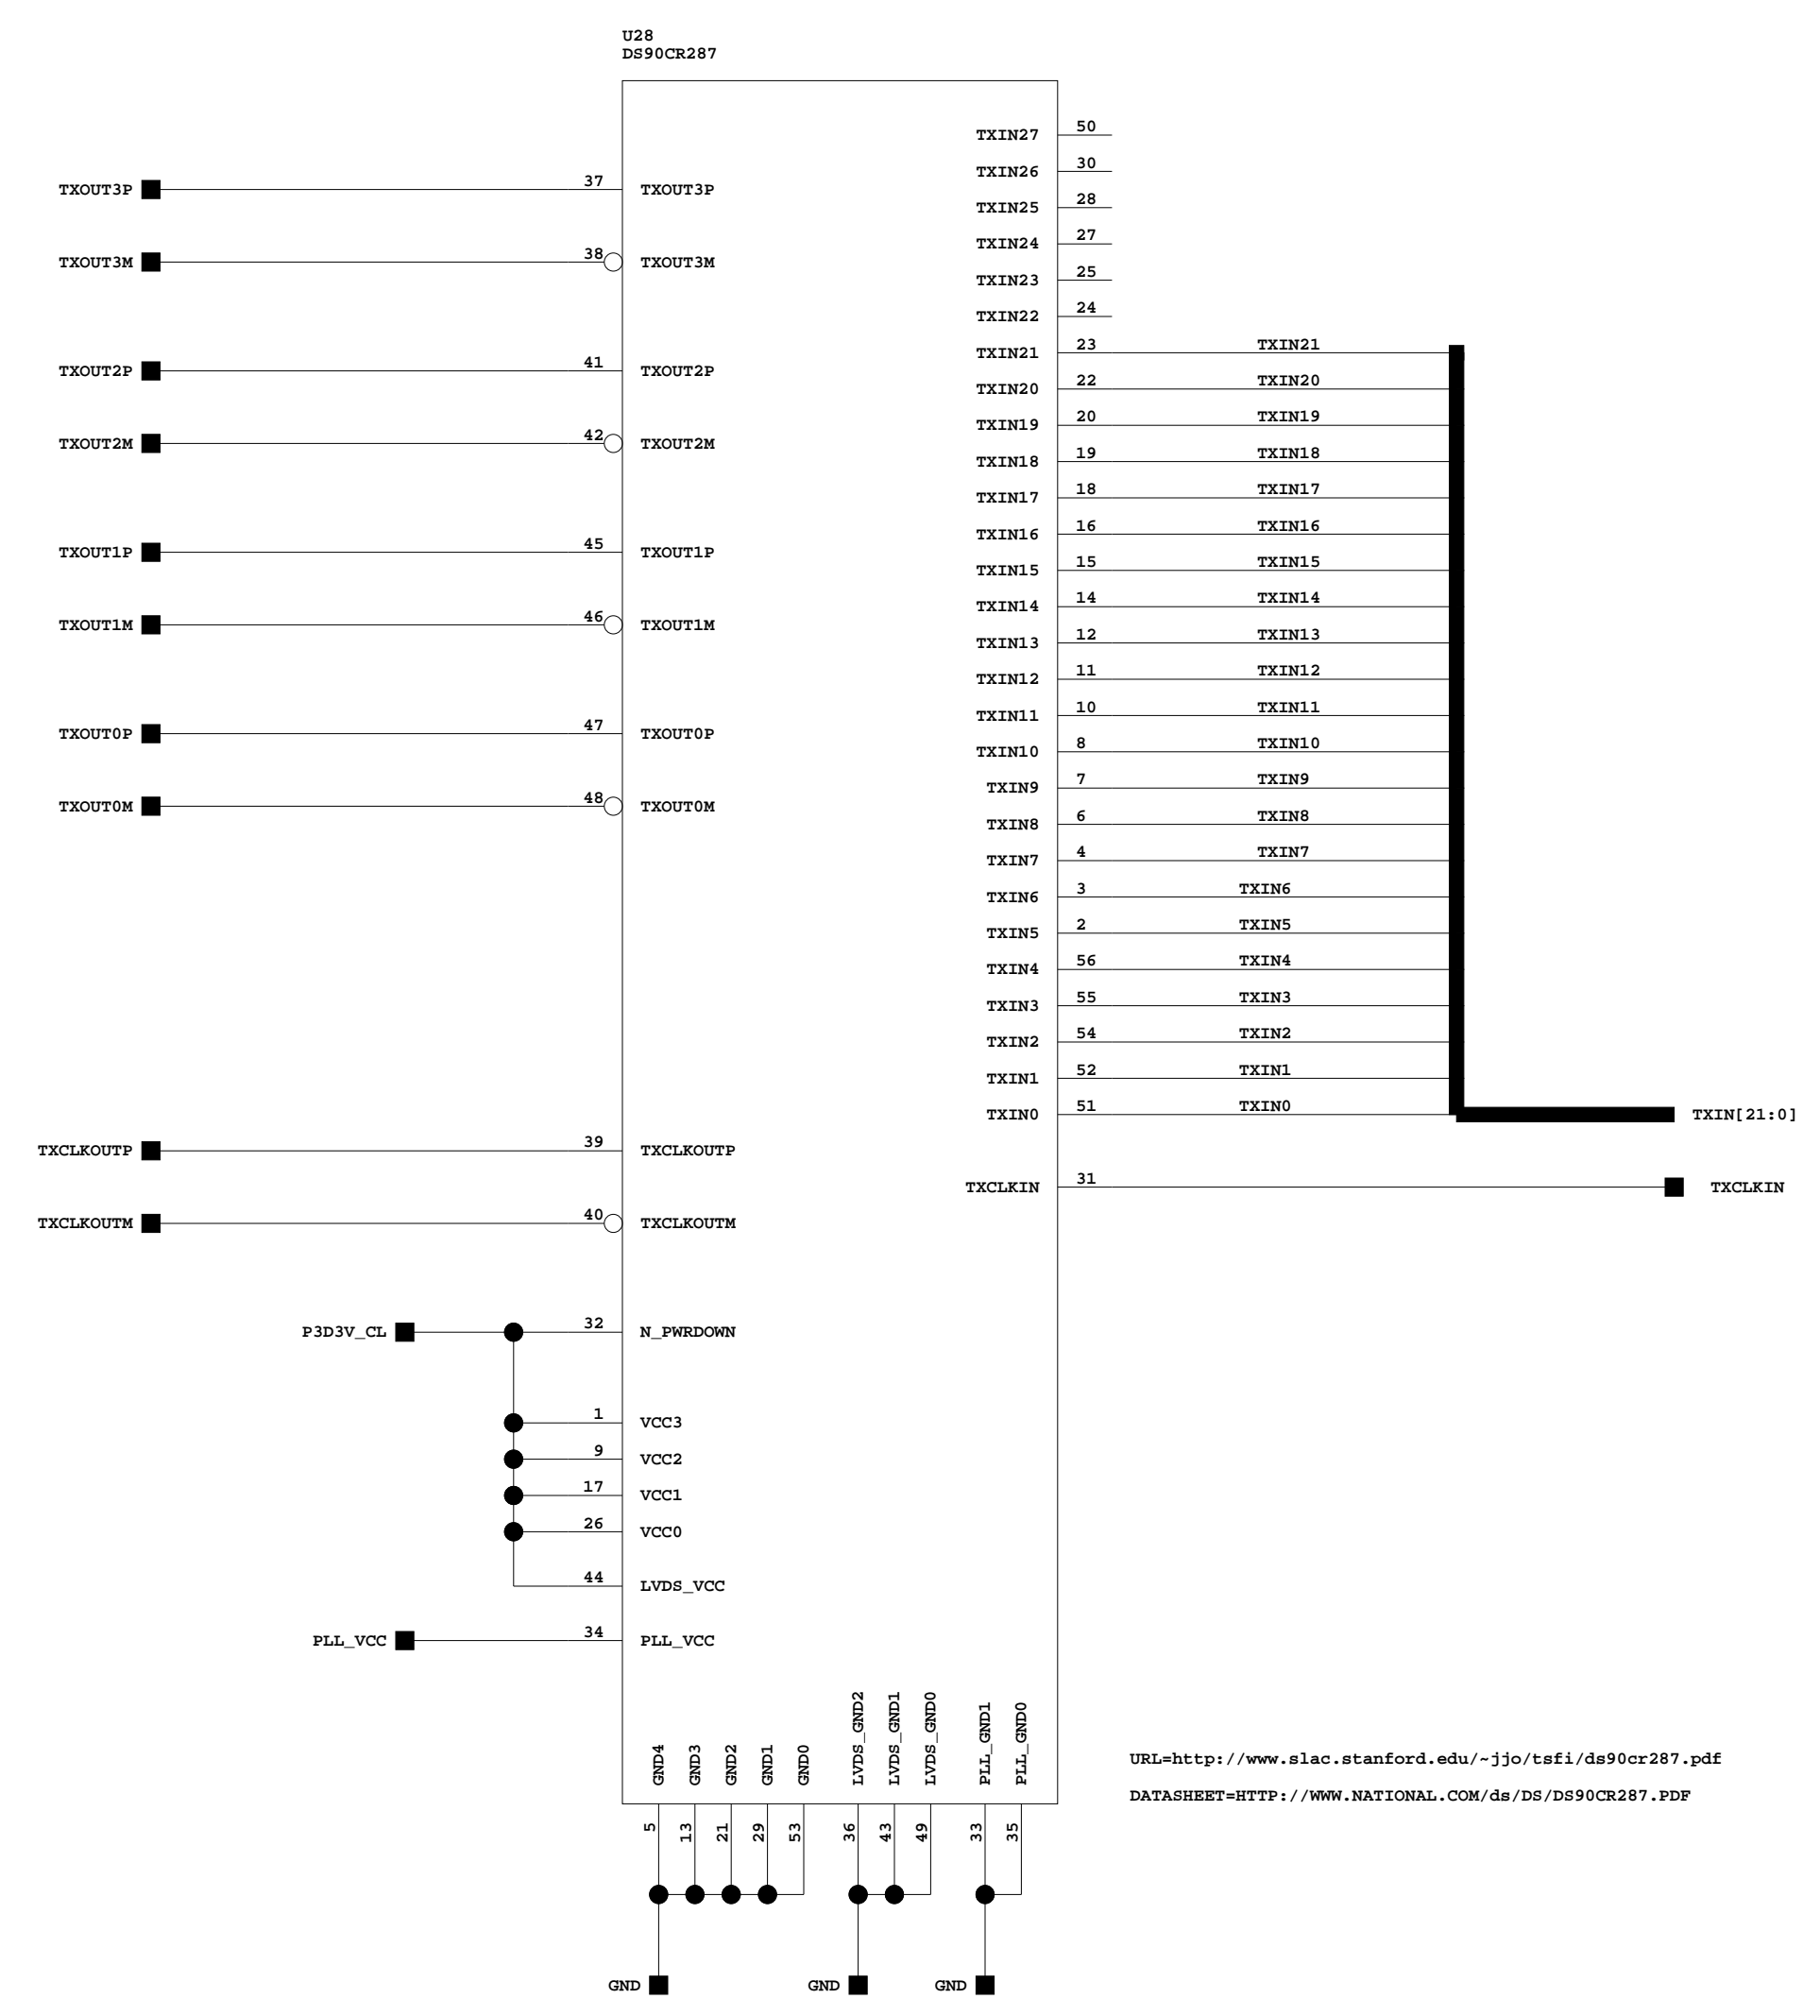 U28
DS90CR287
TXIN27 50
TXIN26 30
TXOUT3P 37 TXOUT3P
TXIN25 28
TXIN24 27
TXOUT3M 38 TXOUT3M
TXIN23 25
TXIN22 24
TXIN21 23 TXIN21
TXOUT2P 41 TXOUT2P
TXIN20 22 TXIN20
TXIN19 20 TXIN19
TXOUT2M 42 TXOUT2M
TXIN18 19 TXIN18
TXIN17 18 TXIN17
TXIN16 16 TXIN16
TXOUT1P 45 TXOUT1P
TXIN15 15 TXIN15
TXIN14 14 TXIN14
TXOUT1M 46 TXOUT1M
TXIN13 12 TXIN13
TXIN12 11 TXIN12
TXIN11 10 TXIN11
TXOUT0P 47 TXOUT0P
TXIN10 8 TXIN10
TXIN9 7 TXIN9
TXOUT0M 48 TXOUT0M
TXIN8 6 TXIN8
TXIN7 4 TXIN7
TXIN6 3 TXIN6
TXIN5 2 TXIN5
TXIN4 56 TXIN4
TXIN3 55 TXIN3
TXIN2 54 TXIN2
TXIN1 52 TXIN1
TXIN0 51 TXIN0 TXIN[21:0]
TXCLKOUTP 39 TXCLKOUTP
TXCLKIN 31 TXCLKIN
TXCLKOUTM 40 TXCLKOUTM
P3D3V_CL 32 N_PWRDOWN
1 VCC3
9 VCC2
17 VCC1
26 VCC0
44 LVDS_VCC
PLL_VCC 34 PLL_VCC
GND4 GND3 GND2 GND1 GND0 LVDS_GND2 LVDS_GND1 LVDS_GND0 PLL_GND1 PLL_GND0
URL=http://www.slac.stanford.edu/~jjo/tsfi/ds90cr287.pdf
DATASHEET=HTTP://WWW.NATIONAL.COM/ds/DS/DS90CR287.PDF
5 13 21 29 53 36 43 49 33 35
GND GND GND